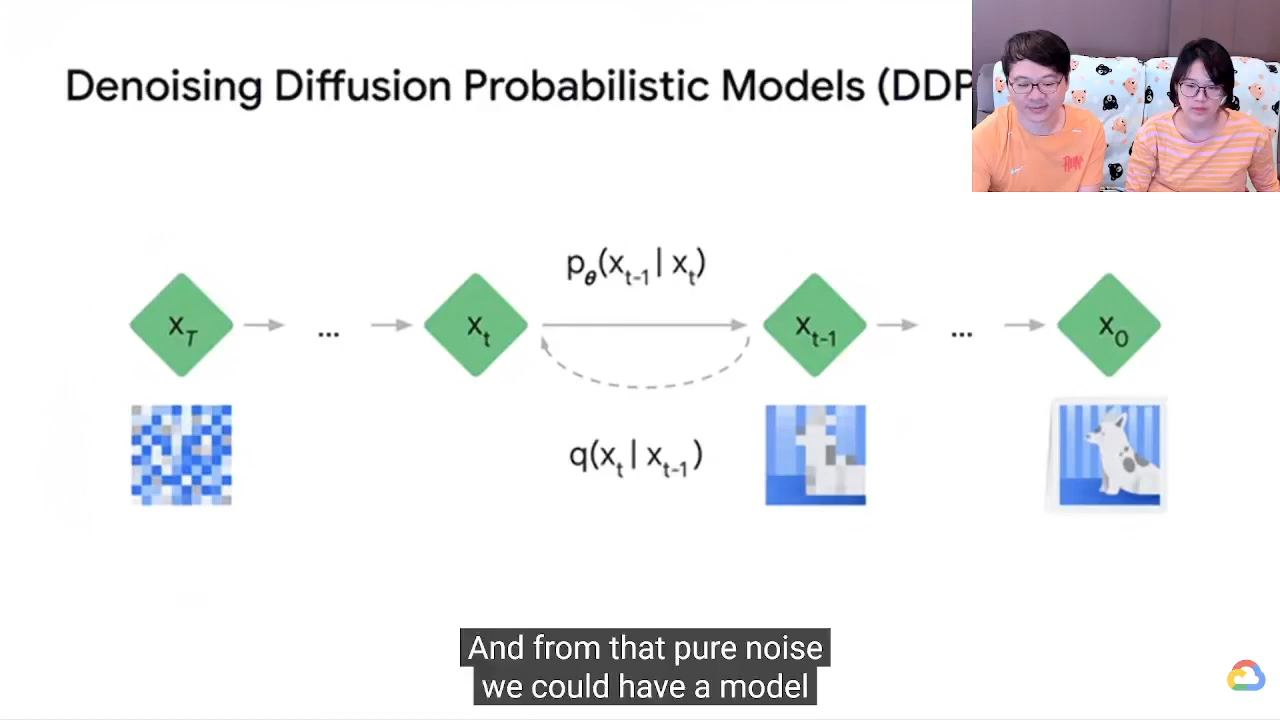 Denoising Diffusion Probabilistic Models (DDP
pθ(xt-1 | xt)
xT
...
xt
xt-1
...
x0
q(xt | xt-1)
And from that pure noise
we could have a model